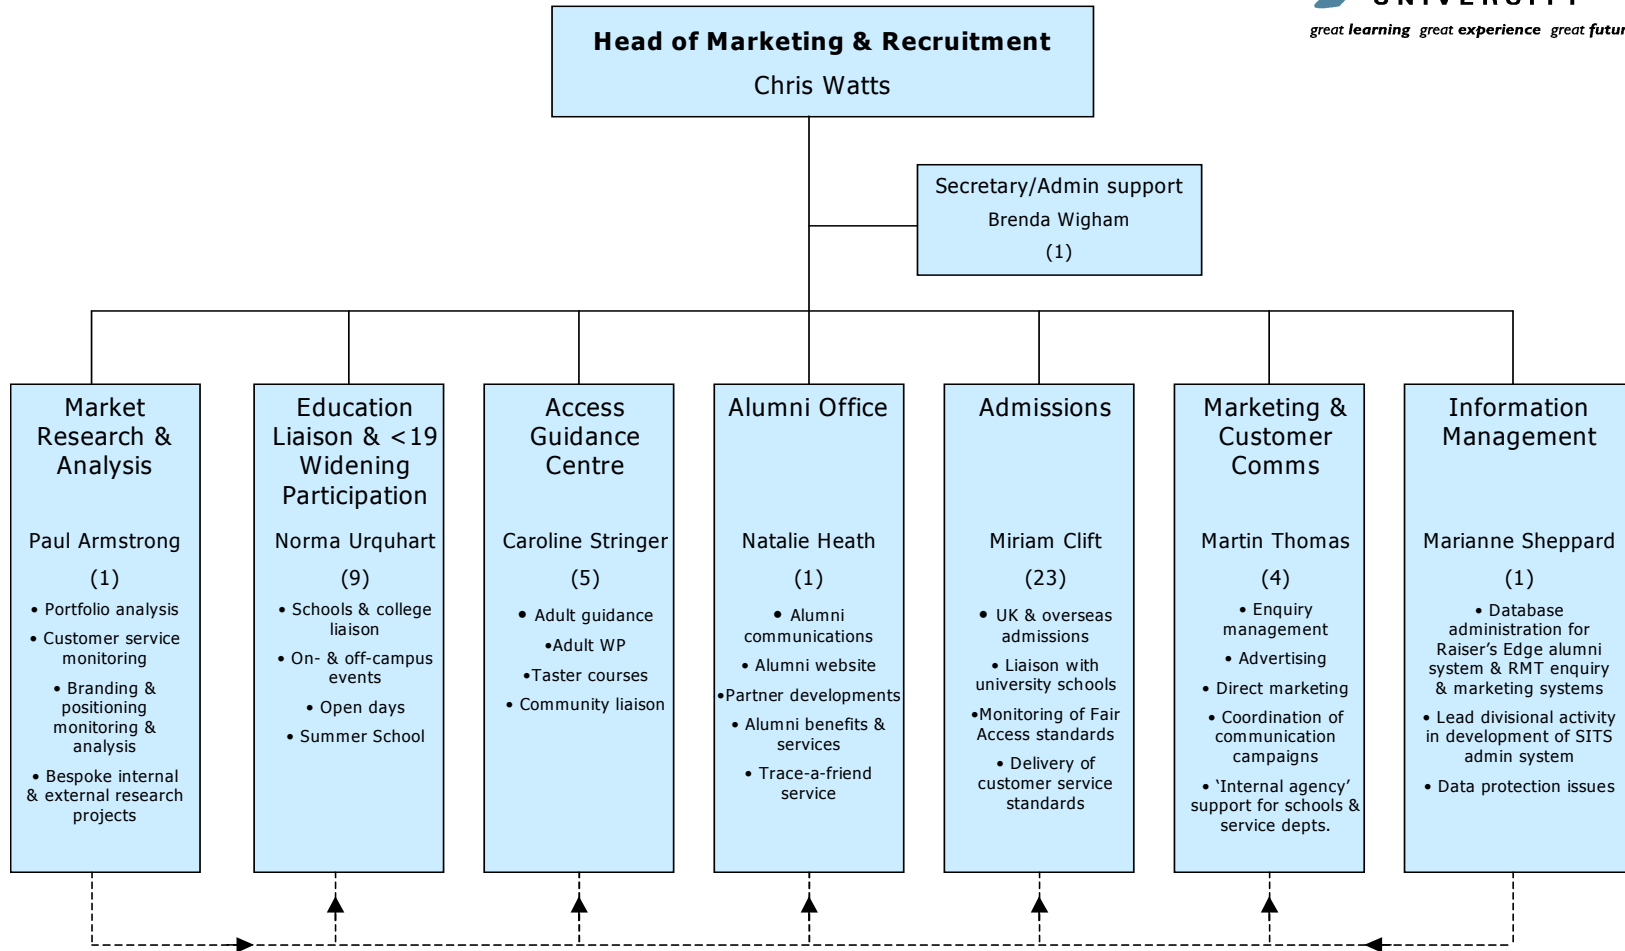 UNIVERSITY
great learning great experience great futur
Head of Marketing & Recruitment
Chris Watts
Secretary/Admin support
Brenda Wigham
(1)
Market
Research &
Analysis
Paul Armstrong
(1)
• Portfolio analysis
• Customer service
monitoring
• Branding &
positioning
monitoring &
analysis
• Bespoke internal
& external research
projects
Education
Liaison & <19
Widening
Participation
Norma Urquhart
(9)
• Schools & college
liaison
• On- & off-campus
events
• Open days
• Summer School
Access
Guidance
Centre
Caroline Stringer
(5)
• Adult guidance
•Adult WP
•Taster courses
• Community liaison
Alumni Office
Natalie Heath
(1)
• Alumni
communications
• Alumni website
•Partner developments
• Alumni benefits &
services
• Trace-a-friend
service
Admissions
Miriam Clift
(23)
• UK & overseas
admissions
• Liaison with
university schools
•Monitoring of Fair
Access standards
• Delivery of
customer service
standards
Marketing &
Customer
Comms
Martin Thomas
(4)
• Enquiry
management
• Advertising
• Direct marketing
• Coordination of
communication
campaigns
• ‘Internal agency’
support for schools &
service depts.
Information
Management
Marianne Sheppard
(1)
• Database
administration for
Raiser’s Edge alumni
system & RMT enquiry
& marketing systems
• Lead divisional activity
in development of SITS
admin system
• Data protection issues